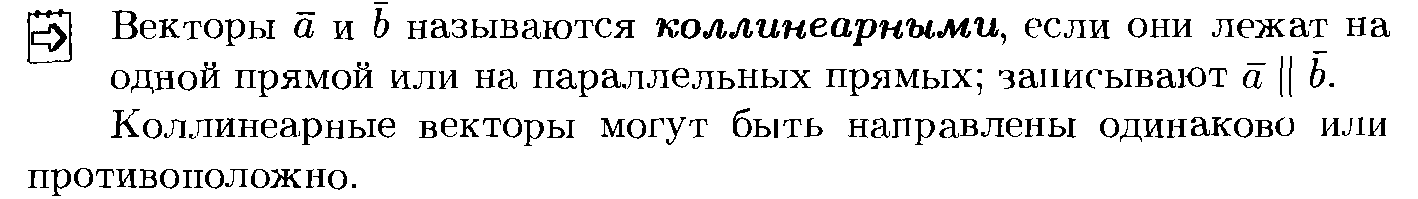 Векторы a̅ и b̅ называются коллинеарными, если они лежат на
одной прямой или на параллельных прямых; записывают a̅ || b̅.
Коллинеарные векторы могут быть направлены одинаково или
противоположно.